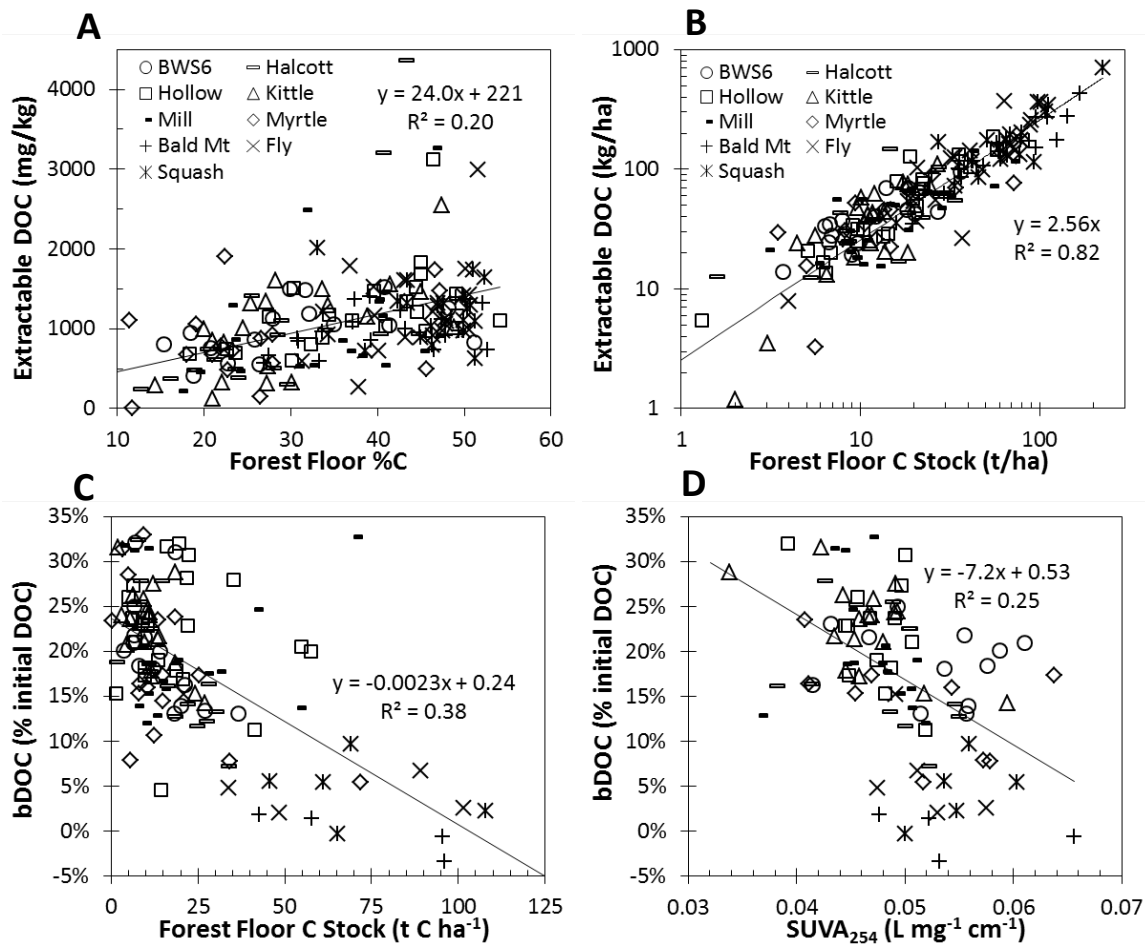 A
Extractable DOC (mg/kg)
4000
3000
2000
1000
0
BWS6 Halcott
Hollow Kittle
Mill Myrtle
Bald Mt Fly
Squash
y = 24.0x + 221
R² = 0.20
10 20 30 40 50 60
Forest Floor %C
B
Extractable DOC (kg/ha)
1000
100
10
1
BWS6 Halcott
Hollow Kittle
Mill Myrtle
Bald Mt Fly
Squash
y = 2.56x
R² = 0.82
1 10 100
Forest Floor C Stock (t/ha)
C
bDOC (% initial DOC)
35%
30%
25%
20%
15%
10%
5%
0%
-5%
y = -0.0023x + 0.24
R² = 0.38
0 25 50 75 100 125
Forest Floor C Stock (t C ha⁻¹)
D
bDOC (% initial DOC)
35%
30%
25%
20%
15%
10%
5%
0%
-5%
y = -7.2x + 0.53
R² = 0.25
0.03 0.04 0.05 0.06 0.07
SUVA₂₅₄ (L mg⁻¹ cm⁻¹)